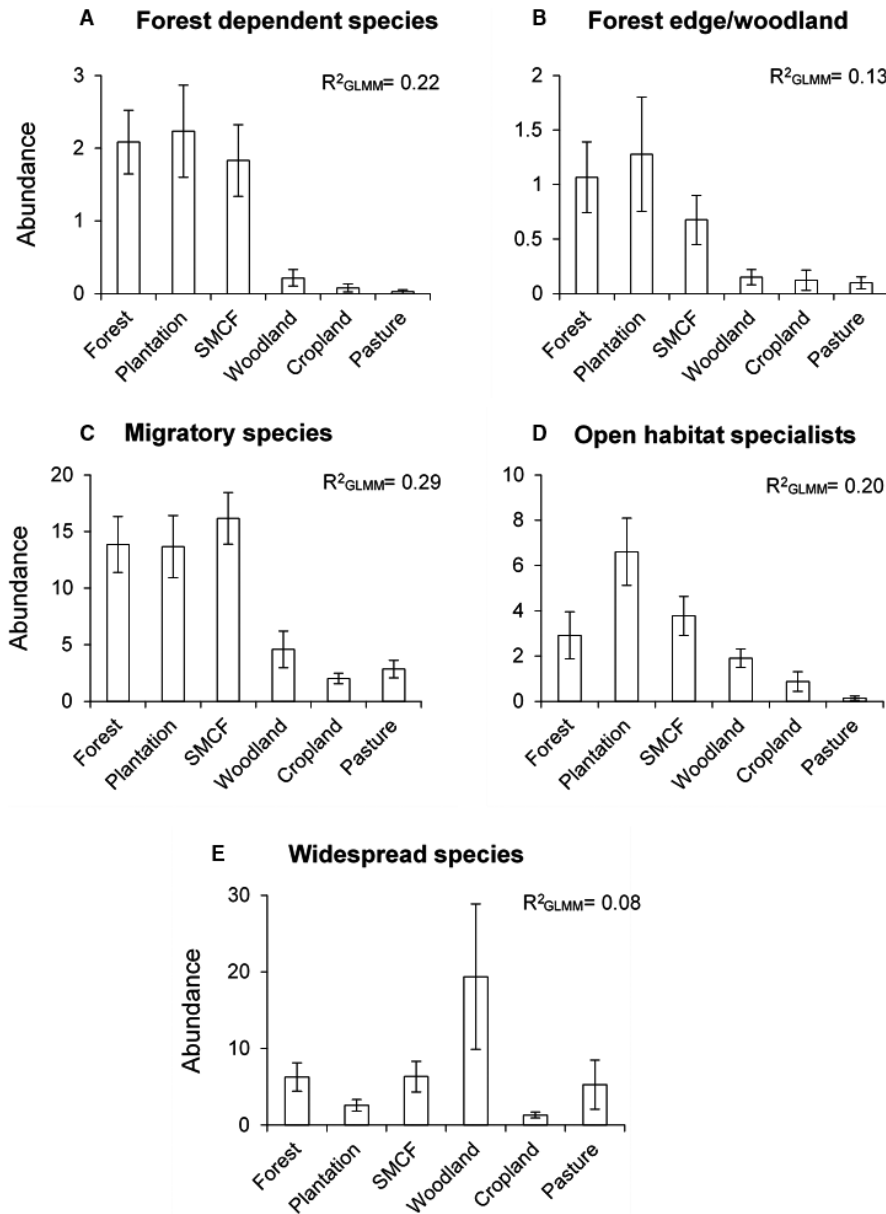 A Forest dependent species
R²GLMM= 0.22
Abundance
3
2
1
0
Forest
Plantation
SMCF
Woodland
Cropland
Pasture
B Forest edge/woodland
R²GLMM= 0.13
2
1.5
1
0.5
0
Forest
Plantation
SMCF
Woodland
Cropland
Pasture
C Migratory species
R²GLMM= 0.29
Abundance
20
15
10
5
0
Forest
Plantation
SMCF
Woodland
Cropland
Pasture
D Open habitat specialists
R²GLMM= 0.20
10
8
6
4
2
0
Forest
Plantation
SMCF
Woodland
Cropland
Pasture
E Widespread species
R²GLMM= 0.08
Abundance
30
20
10
0
Forest
Plantation
SMCF
Woodland
Cropland
Pasture